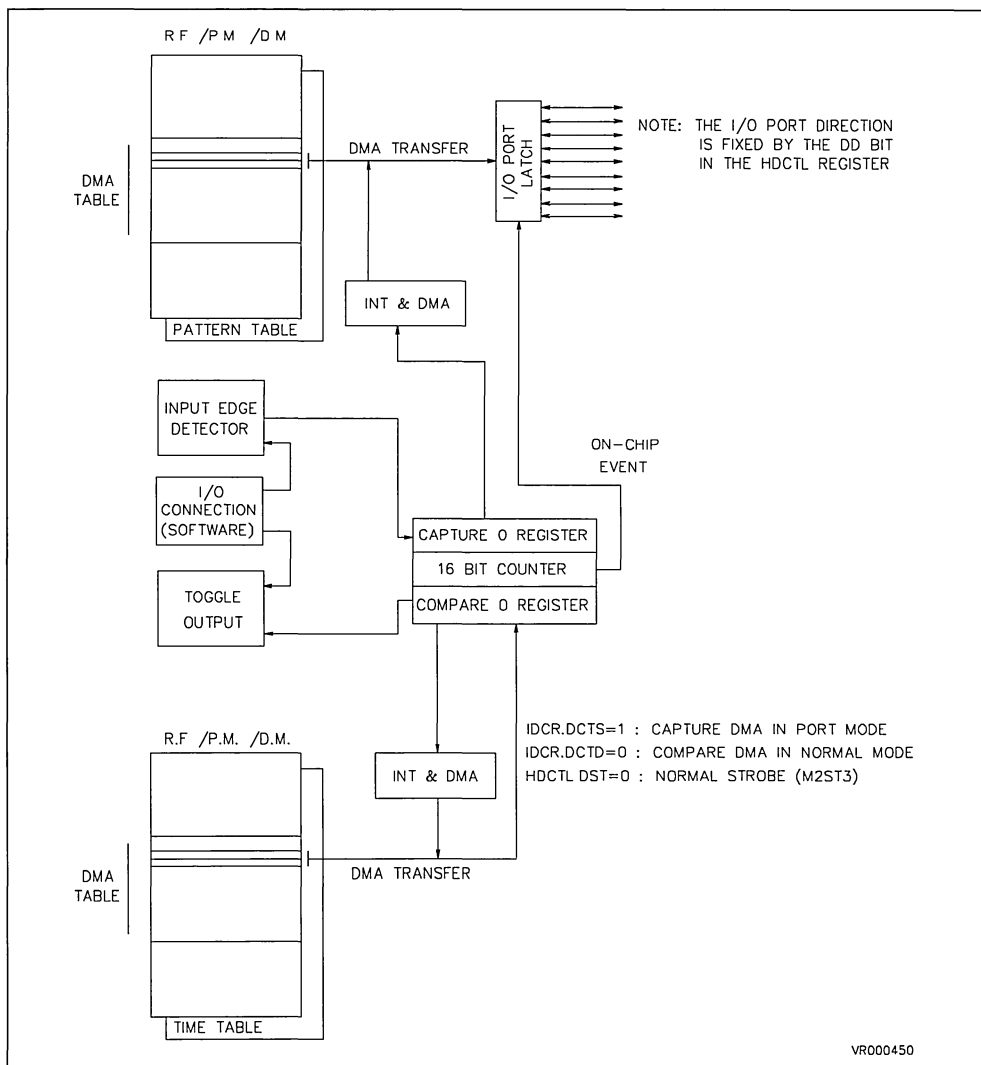 RF /PM /DM
DMA
TABLE
PATTERN TABLE
DMA TRANSFER
INT & DMA
I/O PORT
LATCH
NOTE: THE I/O PORT DIRECTION
IS FIXED BY THE DD BIT
IN THE HDCTL REGISTER
INPUT EDGE
DETECTOR
I/O
CONNECTION
(SOFTWARE)
TOGGLE
OUTPUT
ON-CHIP
EVENT
CAPTURE 0 REGISTER
16 BIT COUNTER
COMPARE 0 REGISTER
R.F /P.M. /D.M.
DMA
TABLE
TIME TABLE
INT & DMA
DMA TRANSFER
IDCR.DCTS=1 : CAPTURE DMA IN PORT MODE
IDCR.DCTD=0 : COMPARE DMA IN NORMAL MODE
HDCTL DST=0 : NORMAL STROBE (M2ST3)
VR000450